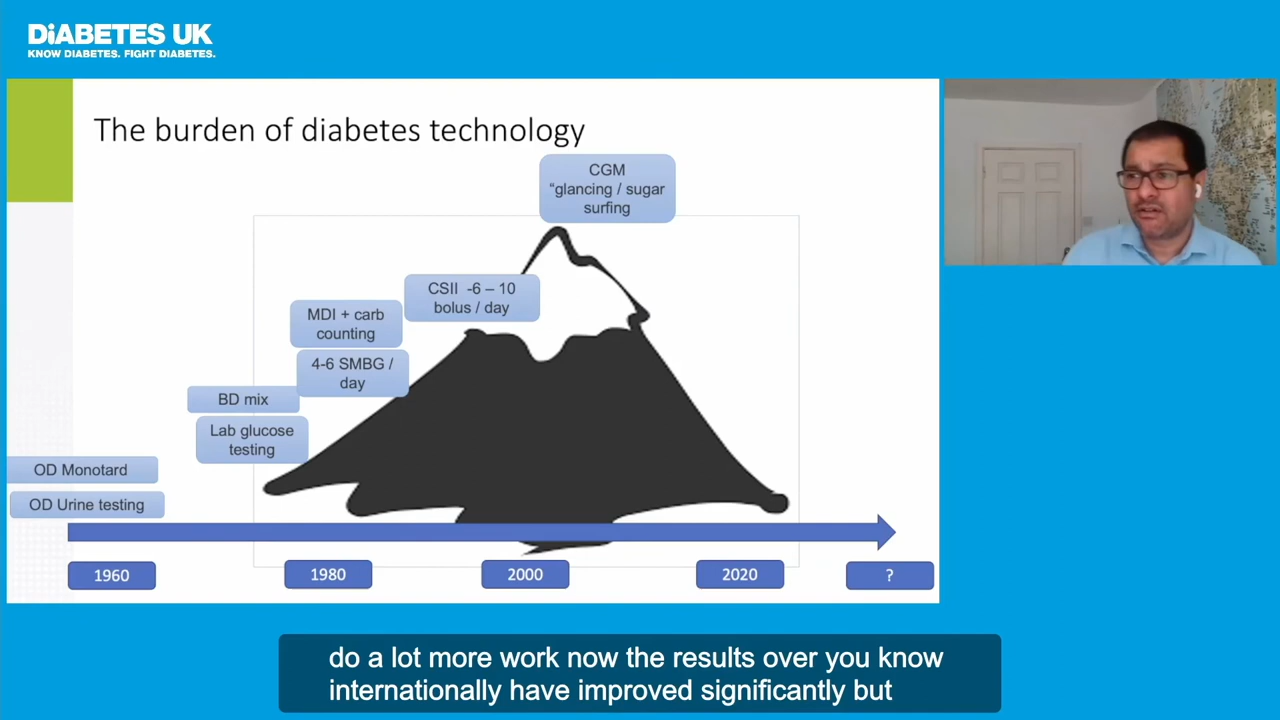 DiABETES UK
KNOW DIABETES. FIGHT DIABETES.
The burden of diabetes technology
CGM
“glancing / sugar
surfing
CSII -6 – 10
bolus / day
MDI + carb
counting
4-6 SMBG /
day
BD mix
Lab glucose
testing
OD Monotard
OD Urine testing
1960
1980
2000
2020
?
do a lot more work now the results over you know
internationally have improved significantly but